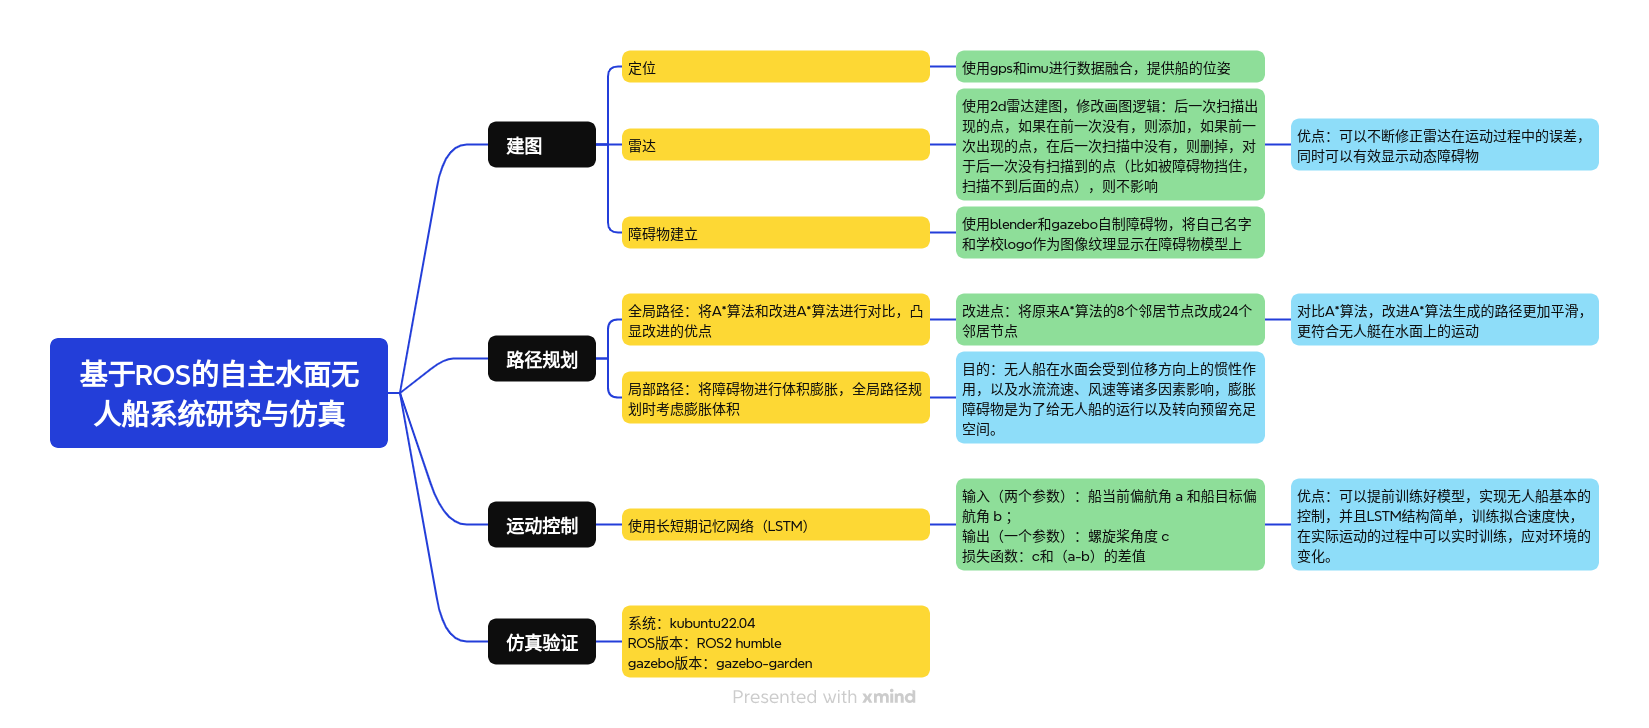 基于ROS的自主水面无
人船系统研究与仿真
建图
定位
使用gps和imu进行数据融合，提供船的位姿
雷达
使用2d雷达建图，修改画图逻辑：后一次扫描出
现的点，如果在前一次没有，则添加，如果前一
次出现的点，在后一次扫描中没有，则删掉，对
于后一次没有扫描到的点（比如被障碍物挡住，
扫描不到后面的点），则不影响
优点：可以不断修正雷达在运动过程中的误差，
同时可以有效显示动态障碍物
障碍物建立
使用blender和gazebo自制障碍物，将自己名字
和学校logo作为图像纹理显示在障碍物模型上
路径规划
全局路径：将A*算法和改进A*算法进行对比，凸
显改进的优点
改进点：将原来A*算法的8个邻居节点改成24个
邻居节点
对比A*算法，改进A*算法生成的路径更加平滑，
更符合无人艇在水面上的运动
局部路径：将障碍物进行体积膨胀，全局路径规
划时考虑膨胀体积
目的：无人船在水面会受到位移方向上的惯性作
用，以及水流流速、风速等诸多因素影响，膨胀
障碍物是为了给无人船的运行以及转向预留充足
空间。
运动控制
使用长短期记忆网络（LSTM）
输入（两个参数）：船当前偏航角 a 和船目标偏
航角 b ；
输出（一个参数）：螺旋桨角度 c
损失函数：c和（a-b）的差值
优点：可以提前训练好模型，实现无人船基本的
控制，并且LSTM结构简单，训练拟合速度快，
在实际运动的过程中可以实时训练，应对环境的
变化。
仿真验证
系统：kubuntu22.04
ROS版本：ROS2 humble
gazebo版本：gazebo-garden
Presented with xmind